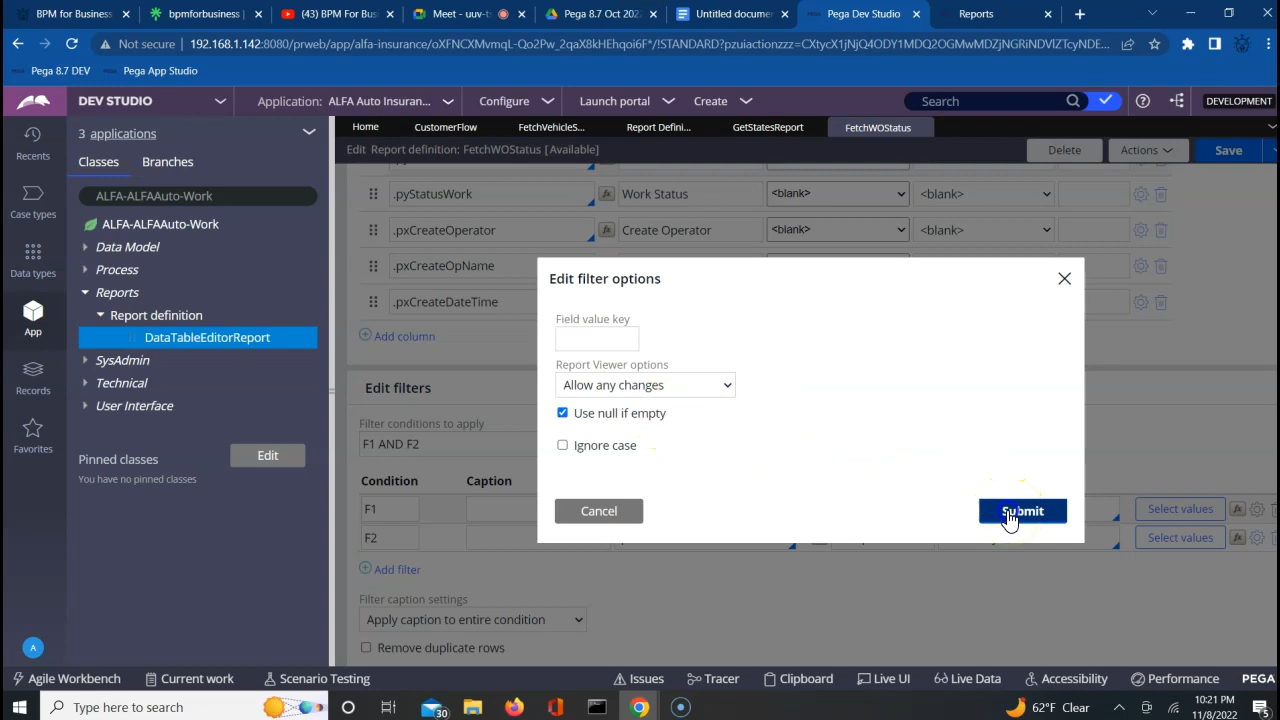 BPM for Business
bpmforbusiness |
(43) BPM For Bus
Meet - uuv-t
Pega 8.7 Oct 202
Untitled docume
Pega Dev Studio
Reports
Not secure
192.168.1.142:8080/prweb/app/alfa-insurance/oXFNCXMvmqL-Qo2Pw_2qaX8kHEhqoi6F*/!STANDARD?pzuiactionzzz=CXtycX1jNjQ4ODY1MDQ2OGMwMDZjNGRiNDVlZTcyNDE...
Pega 8.7 DEV
Pega App Studio
DEV STUDIO
Application: ALFA Auto Insuran...
Configure
Launch portal
Create
Search
DEVELOPMENT
Recents
3 applications
Home
CustomerFlow
FetchVehicleS...
Report Defini...
GetStatesReport
FetchWOStatus
Edit Report definition: FetchWOStatus [Available]
Delete
Actions
Save
Classes
Branches
ALFA-ALFAAuto-Work
Case types
.pyStatusWork
Work Status
<blank>
<blank>
ALFA-ALFAAuto-Work
Data Model
.pxCreateOperator
Create Operator
<blank>
<blank>
Data types
Process
.pxCreateOpName
Reports
.pxCreateDateTime
Report definition
App
DataTableEditorReport
Add column
SysAdmin
Technical
User Interface
Records
Favorites
Pinned classes
Edit
You have no pinned classes
Edit filter options
Field value key
Report Viewer options
Allow any changes
Use null if empty
Ignore case
Cancel
Submit
Edit filters
Filter conditions to apply
F1 AND F2
Condition
Caption
F1
Select values
F2
Select values
Add filter
Filter caption settings
Apply caption to entire condition
Remove duplicate rows
A
Agile Workbench
Current work
Scenario Testing
Issues
Tracer
Clipboard
Live UI
Live Data
Accessibility
Performance
PEGA
Type here to search
30
62°F Clear
10:21 PM
11/8/2022
5